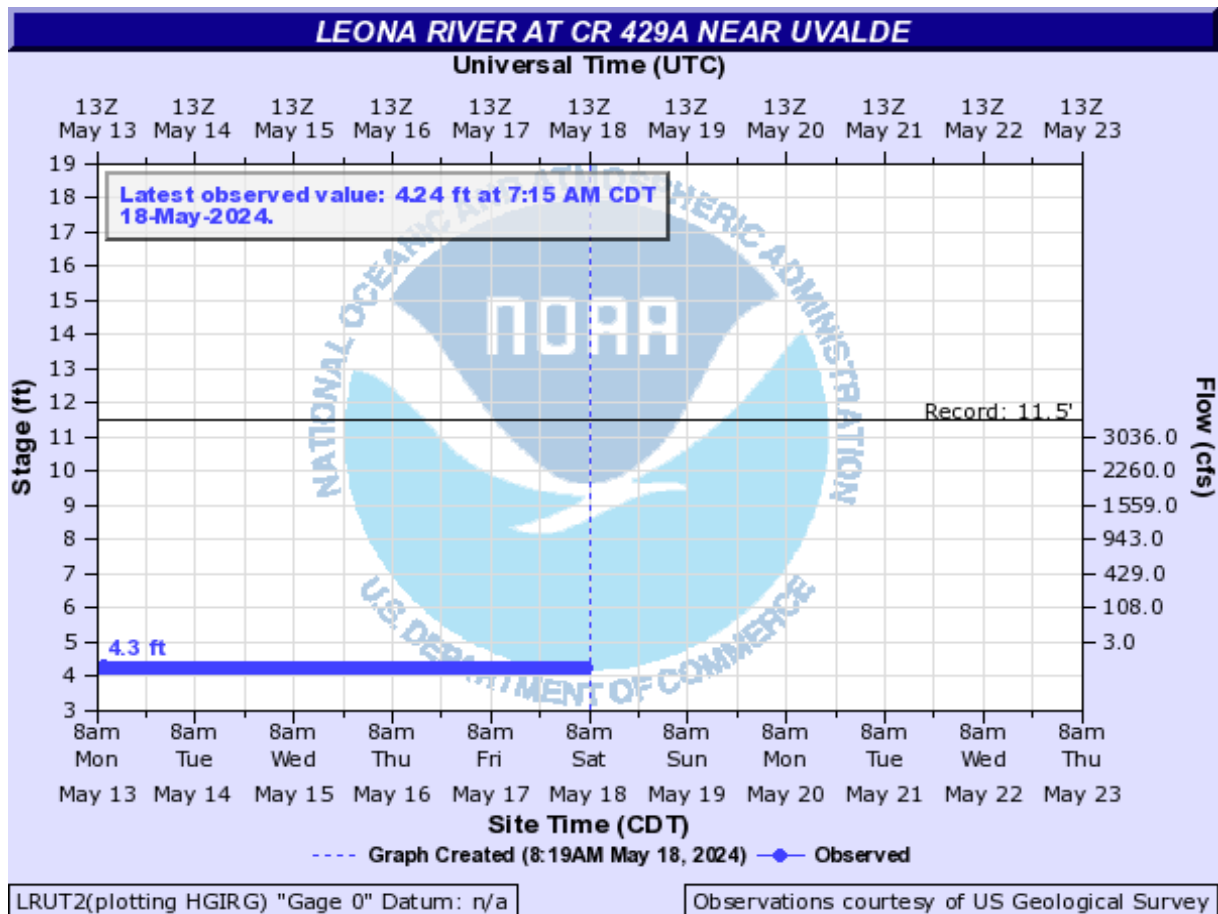 LEONA RIVER AT CR 429A NEAR UVALDE
Universal Time (UTC)
13Z 13Z 13Z 13Z 13Z 13Z 13Z 13Z 13Z 13Z 13Z
May 13 May 14 May 15 May 16 May 17 May 18 May 19 May 20 May 21 May 22 May 23
Latest observed value: 4.24 ft at 7:15 AM CDT
18-May-2024.
NATIONAL OCEANIC AND ATMOSPHERIC ADMINISTRATION
NOAA
U.S. DEPARTMENT OF COMMERCE
Stage (ft)
19
18
17
16
15
14
13
12
11
10
9
8
7
6
5
4
3
Record: 11.5'
Flow (cfs)
3036.0
2260.0
1559.0
943.0
429.0
108.0
3.0
4.3 ft
8am 8am 8am 8am 8am 8am 8am 8am 8am 8am 8am
Mon Tue Wed Thu Fri Sat Sun Mon Tue Wed Thu
May 13 May 14 May 15 May 16 May 17 May 18 May 19 May 20 May 21 May 22 May 23
Site Time (CDT)
Graph Created (8:19AM May 18, 2024) Observed
LRUT2(plotting HGIRG) "Gage 0" Datum: n/a
Observations courtesy of US Geological Survey